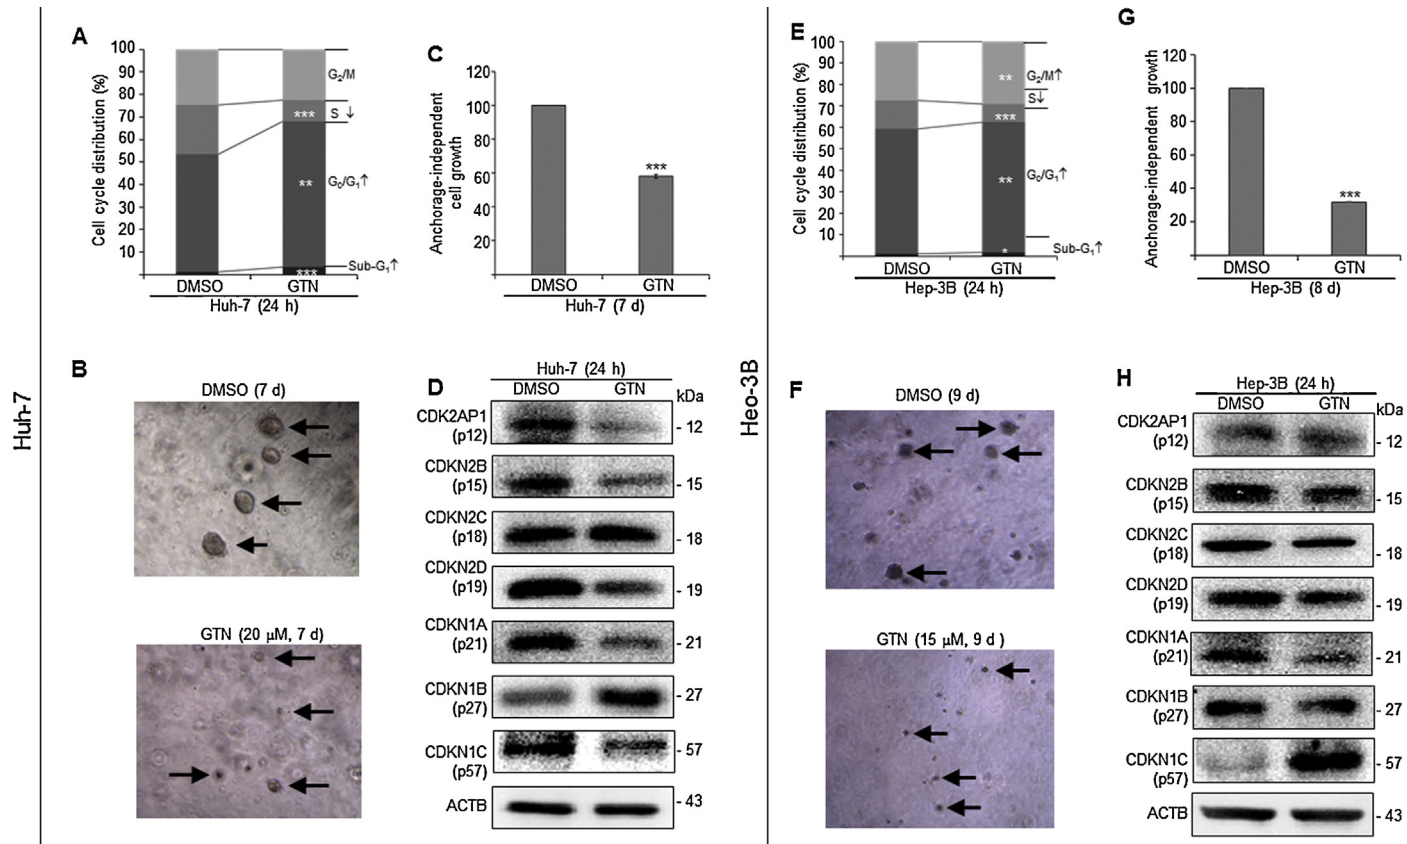 Huh-7
A
Cell cycle distribution (%)
100
90
80
70
60
50
40
30
20
10
G2/M
S ↓
G0/G1↑
Sub-G1↑
***
**
***
DMSO GTN
Huh-7 (24 h)
C
Anchorage-independent
cell growth
120
100
80
60
40
20
***
DMSO GTN
Huh-7 (7 d)
B
DMSO (7 d)
GTN (20 µM, 7 d)
D
Huh-7 (24 h)
DMSO GTN
kDa
CDK2AP1
(p12)
- 12
CDKN2B
(p15)
- 15
CDKN2C
(p18)
- 18
CDKN2D
(p19)
- 19
CDKN1A
(p21)
- 21
CDKN1B
(p27)
- 27
CDKN1C
(p57)
- 57
ACTB
- 43
Heo-3B
E
Cell cycle distribution (%)
100
90
80
70
60
50
40
30
20
10
G2/M↑
S↓
G0/G1↑
Sub-G1↑
**
***
**
*
DMSO GTN
Hep-3B (24 h)
G
Anchorage-independent growth
120
100
80
60
40
20
***
DMSO GTN
Hep-3B (8 d)
F
DMSO (9 d)
GTN (15 µM, 9 d )
H
Hep-3B (24 h)
DMSO GTN
kDa
CDK2AP1
(p12)
- 12
CDKN2B
(p15)
- 15
CDKN2C
(p18)
- 18
CDKN2D
(p19)
- 19
CDKN1A
(p21)
- 21
CDKN1B
(p27)
- 27
CDKN1C
(p57)
- 57
ACTB
- 43